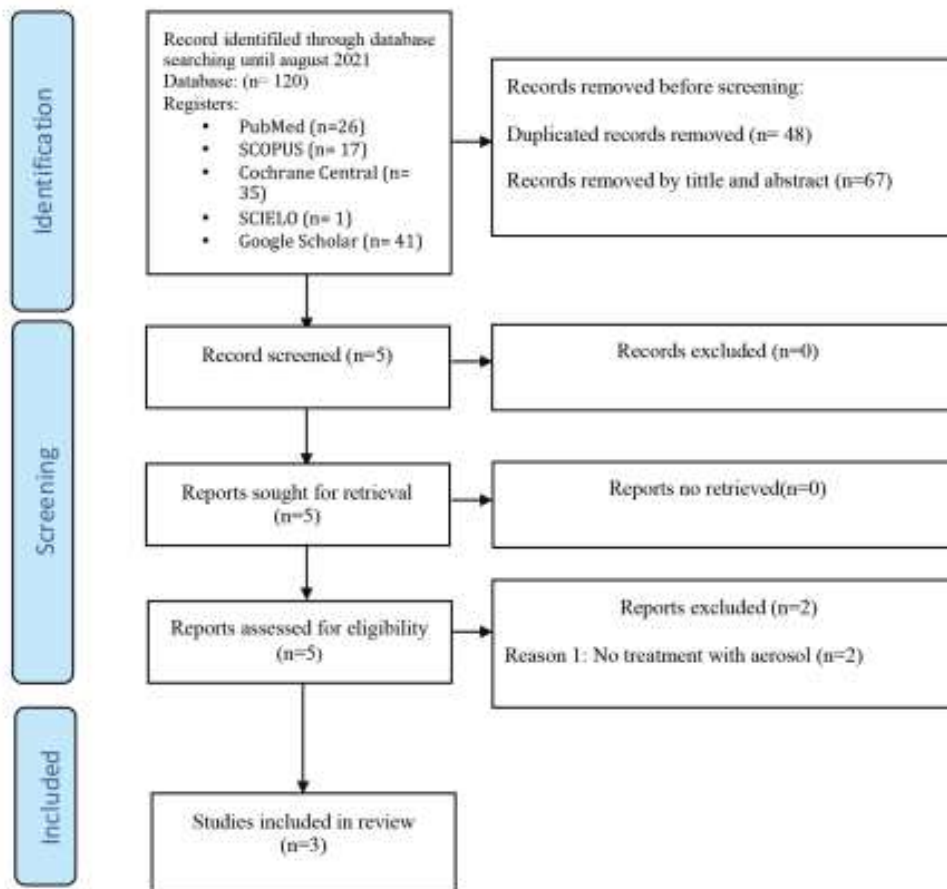 Identification
Record identifiled through database
searching until august 2021
Database: (n= 120)
Registers:
• PubMed (n=26)
• SCOPUS (n= 17)
• Cochrane Central (n=
35)
• SCIELO (n= 1)
• Google Scholar (n= 41)
Records removed before screening:
Duplicated records removed (n= 48)
Records removed by tittle and abstract (n=67)
Screening
Record screened (n=5)
Records excluded (n=0)
Reports sought for retrieval
(n=5)
Reports no retrieved(n=0)
Reports assessed for eligibility
(n=5)
Reports excluded (n=2)
Reason 1: No treatment with aerosol (n=2)
Included
Studies included in review
(n=3)